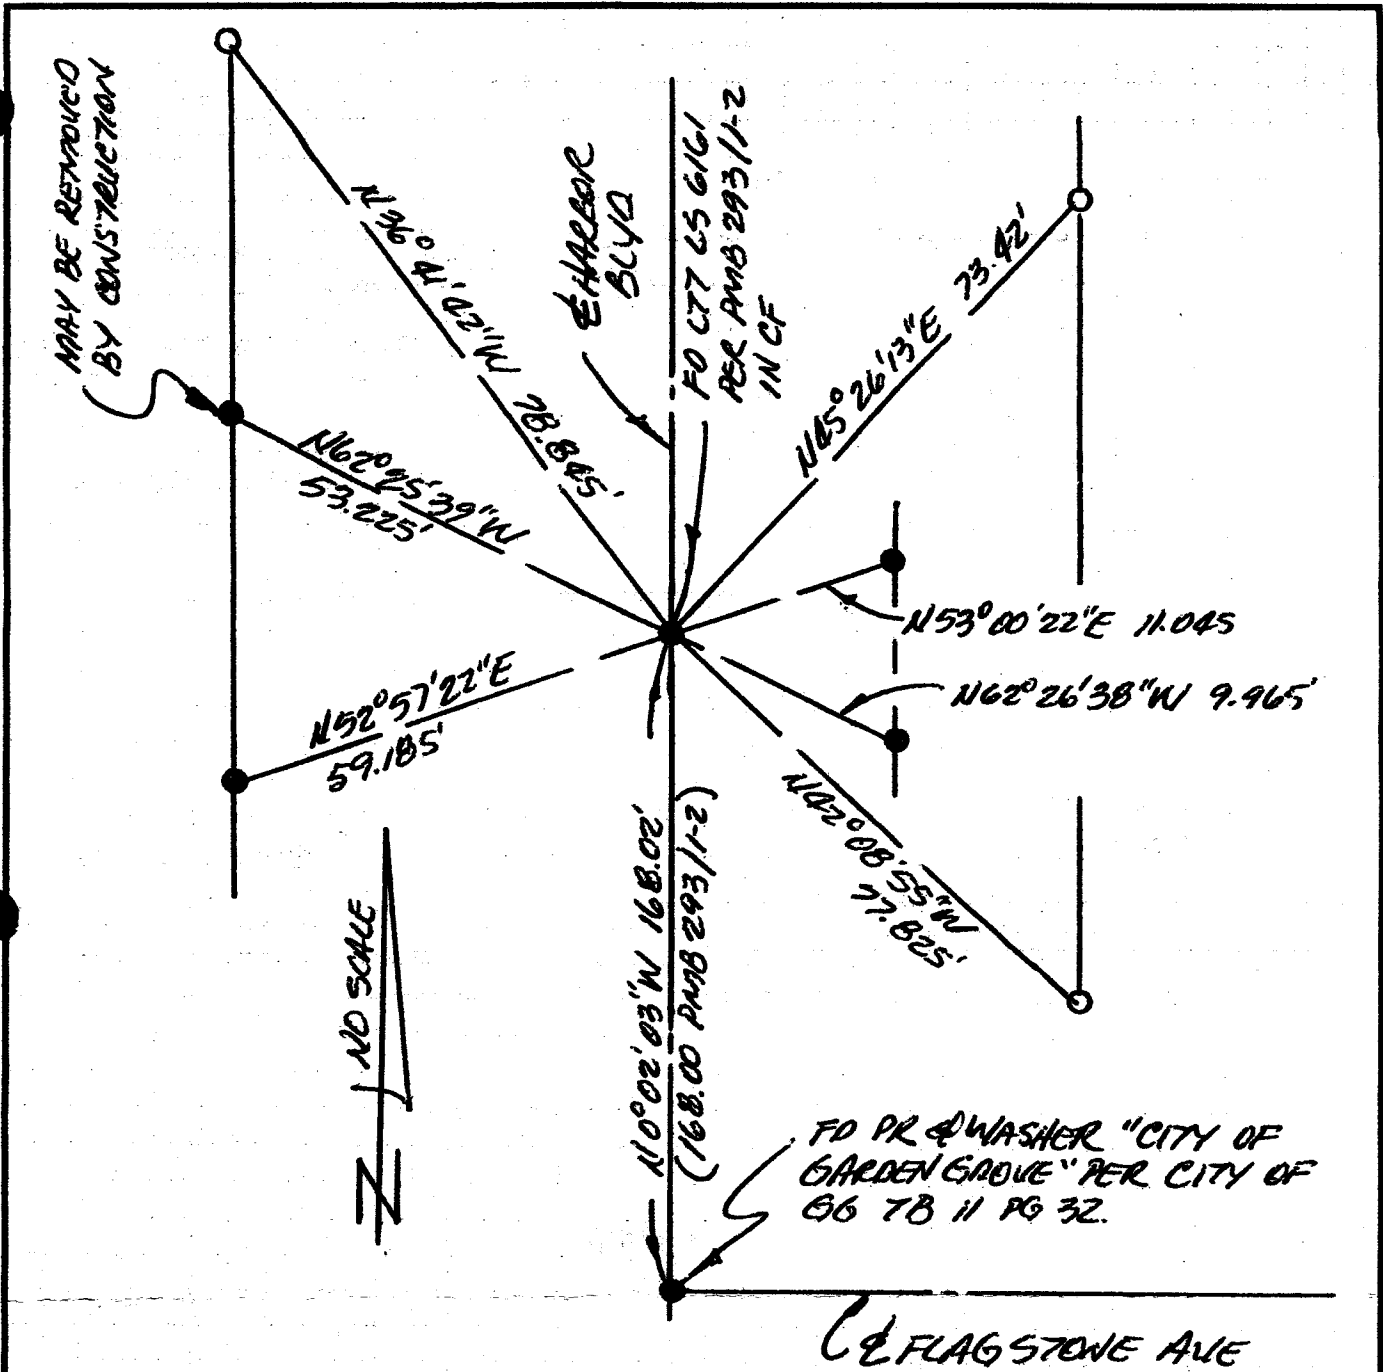 MAY BE REMOVED
BY CONSTRUCTION
N36° 41' 02" W 78.845'
℄ HARBOR
BLVD
FD CTT LS 6161
PER PMB 293/1-2
IN CF
N45° 26' 13" E 73.42'
N62° 25' 39" W
53.225'
N53° 00' 22" E 11.045
N62° 26' 38" W 9.965'
N52° 57' 22" E
59.185'
N42° 08' 55" W
77.825'
NO SCALE
N
N 0° 02' 03" W 168.02'
(168.00 PMB 293/1-2)
FD PK & WASHER "CITY OF
GARDEN GROVE" PER CITY OF
GG TB 11 PG 32.
℄ FLAGSTONE AVE